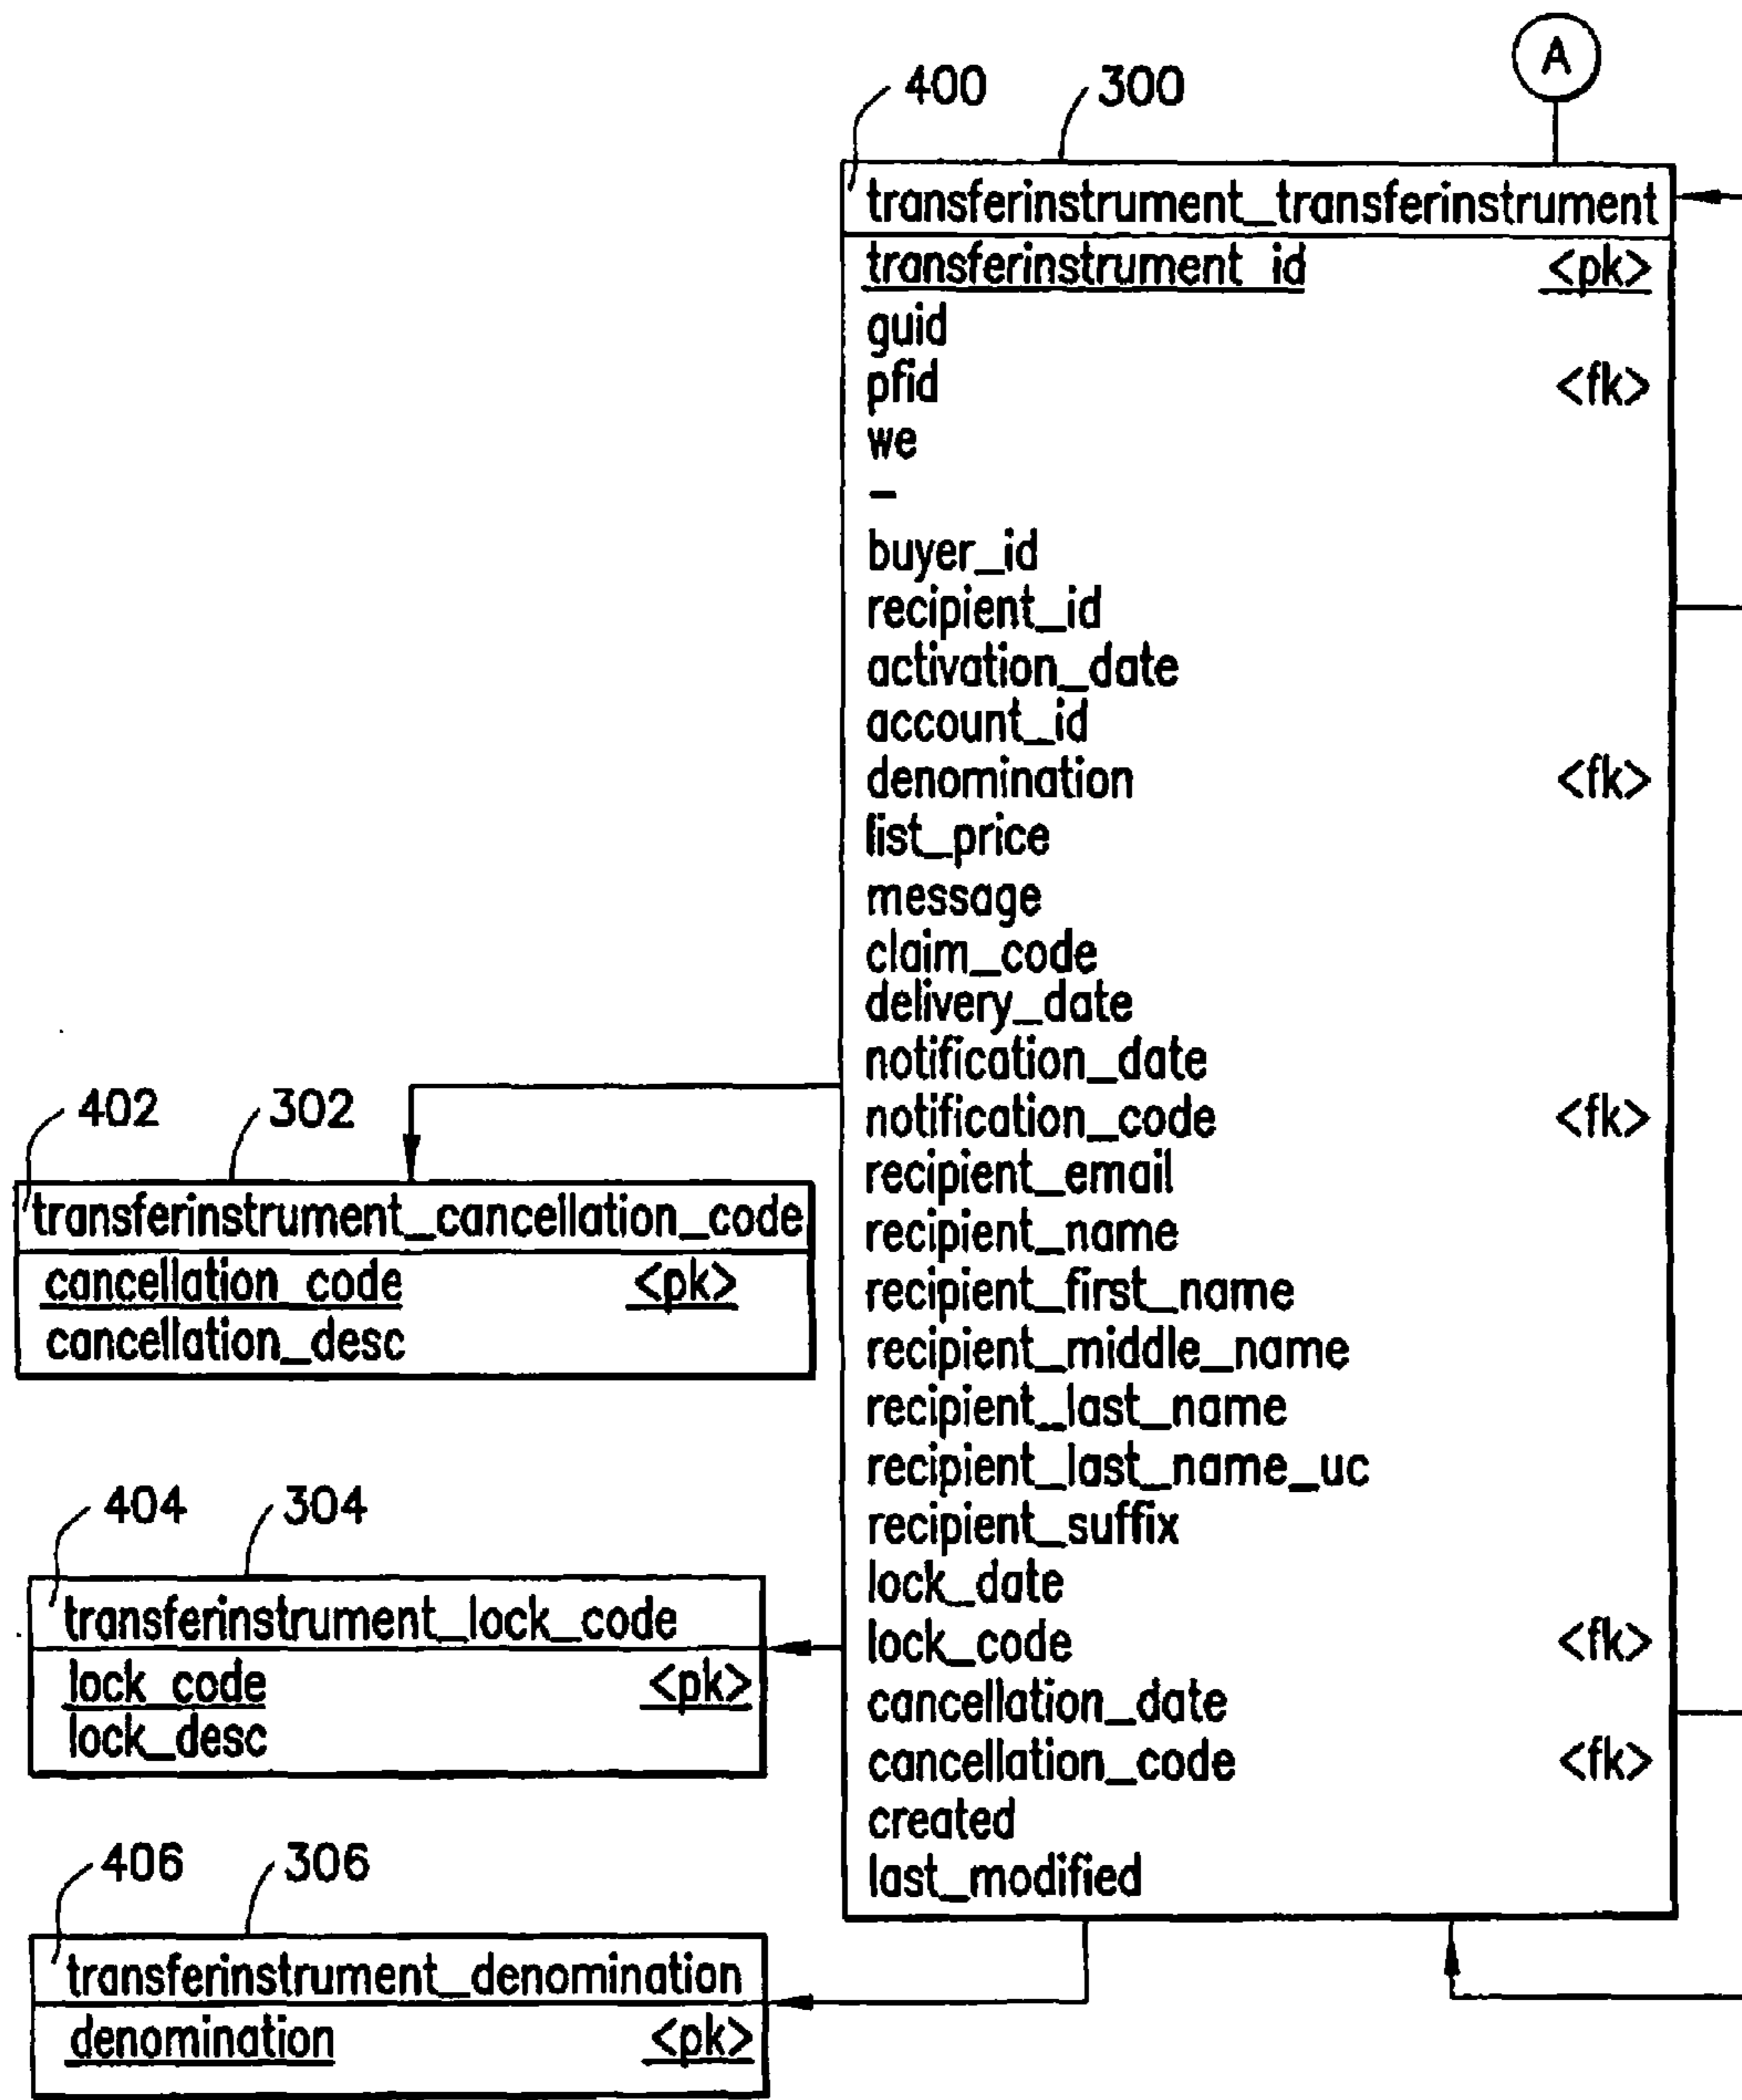 A
400 300
transferinstrument_transferinstrument
transferinstrument_id <pk>
guid
pfid <fk>
we
–
buyer_id
recipient_id
activation_date
account_id
denomination <fk>
list_price
message
claim_code
delivery_date
notification_date
notification_code <fk>
recipient_email
recipient_name
recipient_first_name
recipient_middle_name
recipient_last_name
recipient_last_name_uc
recipient_suffix
lock_date
lock_code <fk>
cancellation_date
cancellation_code <fk>
created
last_modified
402 302
transferinstrument_cancellation_code
cancellation_code <pk>
cancellation_desc
404 304
transferinstrument_lock_code
lock_code <pk>
lock_desc
406 306
transferinstrument_denomination
denomination <pk>